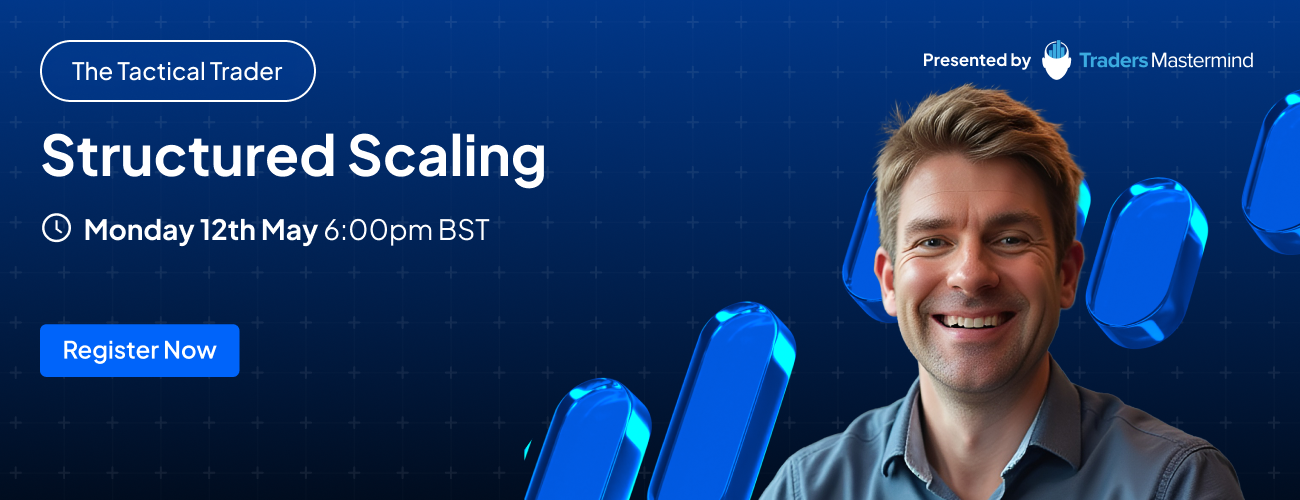 The Tactical Trader
Presented by Traders Mastermind
Structured Scaling
Monday 12th May 6:00pm BST
Register Now